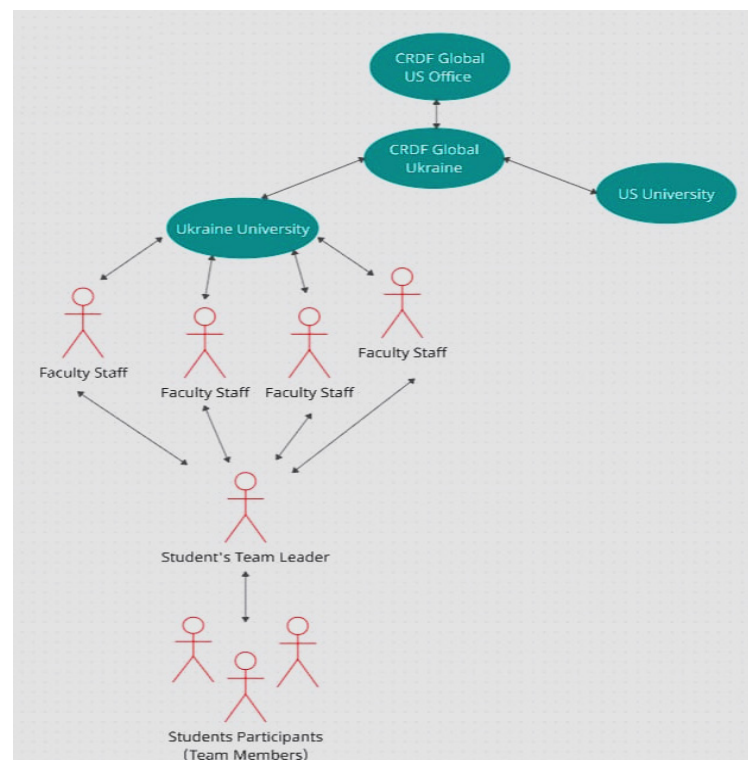 CRDF Global
US Office
CRDF Global
Ukraine
US University
Ukraine University
Faculty Staff
Faculty Staff
Faculty Staff
Faculty Staff
Student's Team Leader
Students Participants
(Team Members)